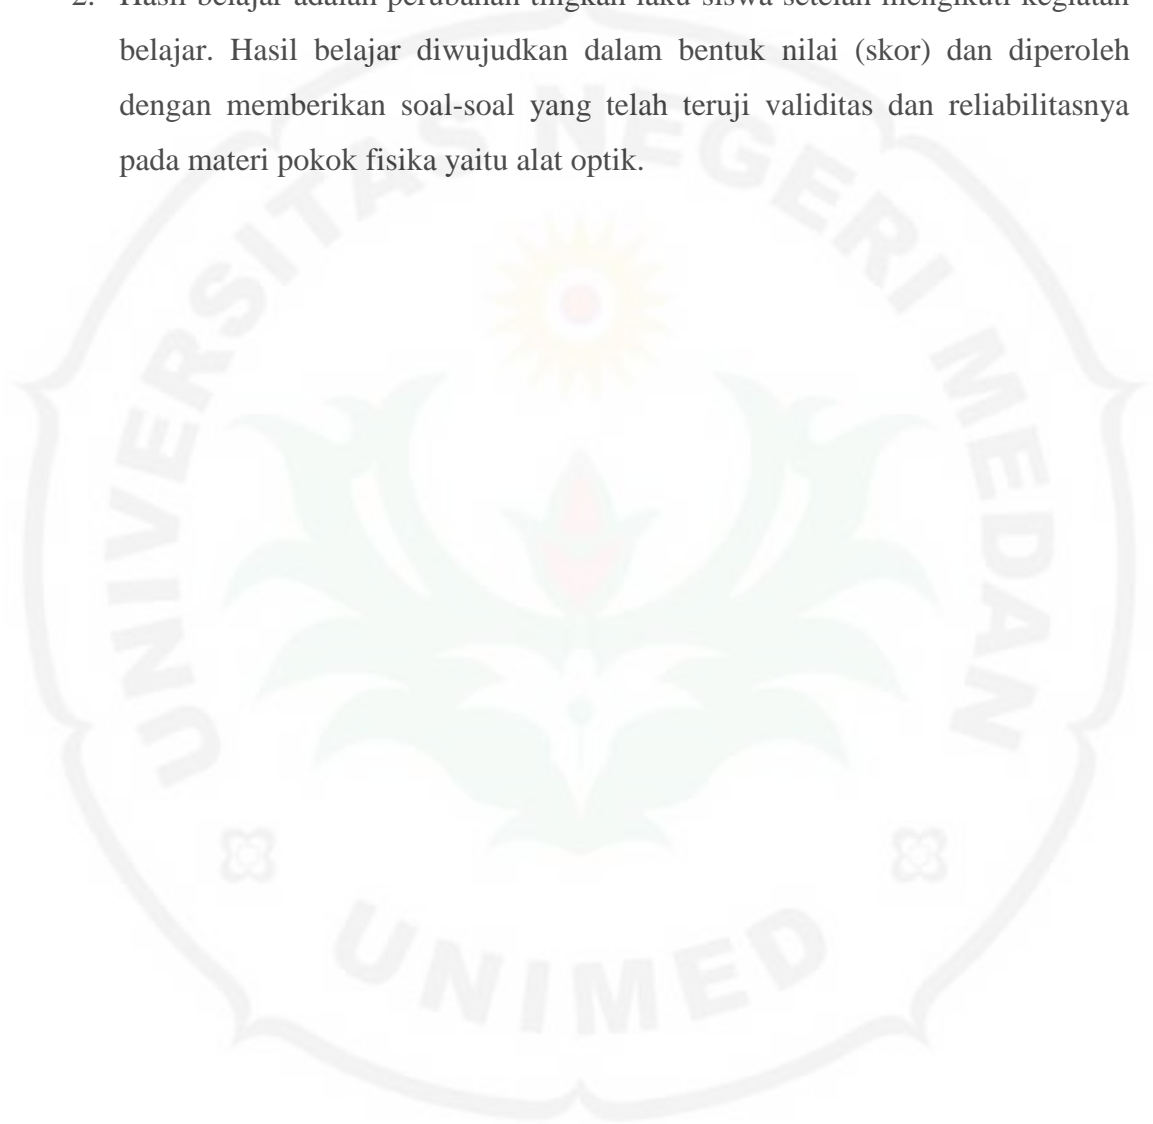 2. Hasil belajar adalah perubahan tingkah laku siswa setelah mengikuti kegiatan
belajar. Hasil belajar diwujudkan dalam bentuk nilai (skor) dan diperoleh
dengan memberikan soal-soal yang telah teruji validitas dan reliabilitasnya
pada materi pokok fisika yaitu alat optik.
UNIVERSITAS NEGERI MEDAN
UNIMED